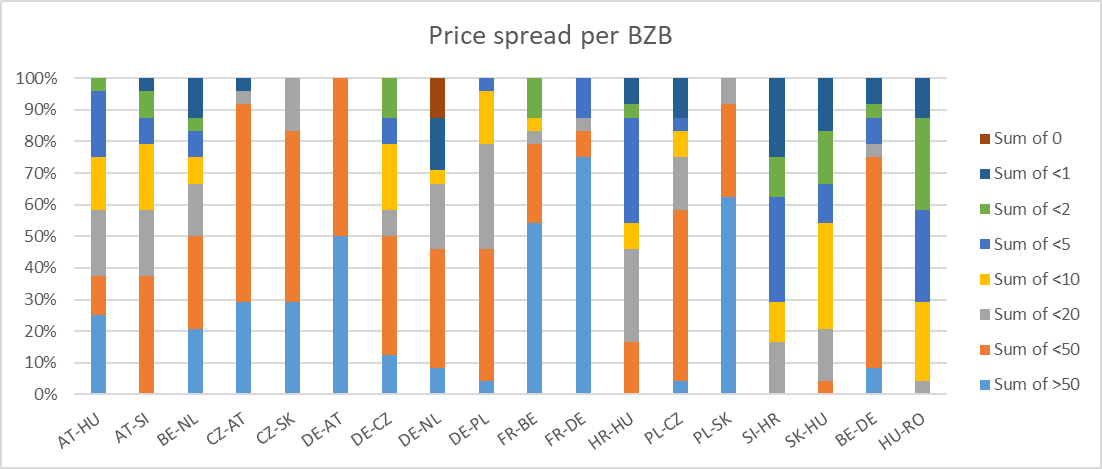 Price spread per BZB
100%
90%
80%
70%
60%
50%
40%
30%
20%
10%
0%
AT-HU
AT-SI
BE-NL
CZ-AT
CZ-SK
DE-AT
DE-CZ
DE-NL
DE-PL
FR-BE
FR-DE
HR-HU
PL-CZ
PL-SK
SI-HR
SK-HU
BE-DE
HU-RO
Sum of 0
Sum of <1
Sum of <2
Sum of <5
Sum of <10
Sum of <20
Sum of <50
Sum of >50